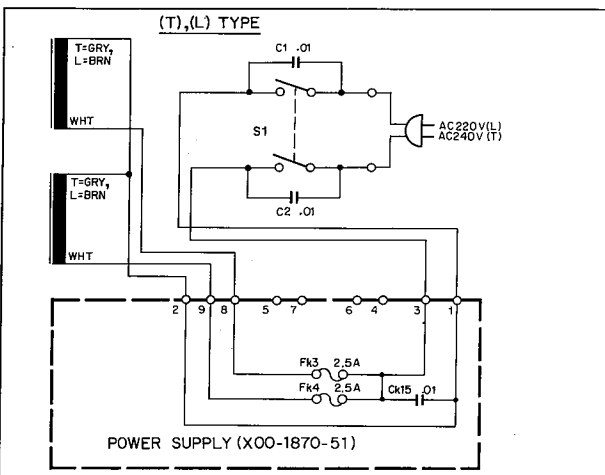 (T),(L) TYPE
T=GRY,
L=BRN
WHT
T=GRY,
L=BRN
WHT
C1 .01
S1
C2 .01
AC220V(L)
AC240V(T)
2 9 8 5 7 6 4 3 1
Fk3 2.5A
Fk4 2.5A
Ck15 .01
POWER SUPPLY (X00-1870-51)